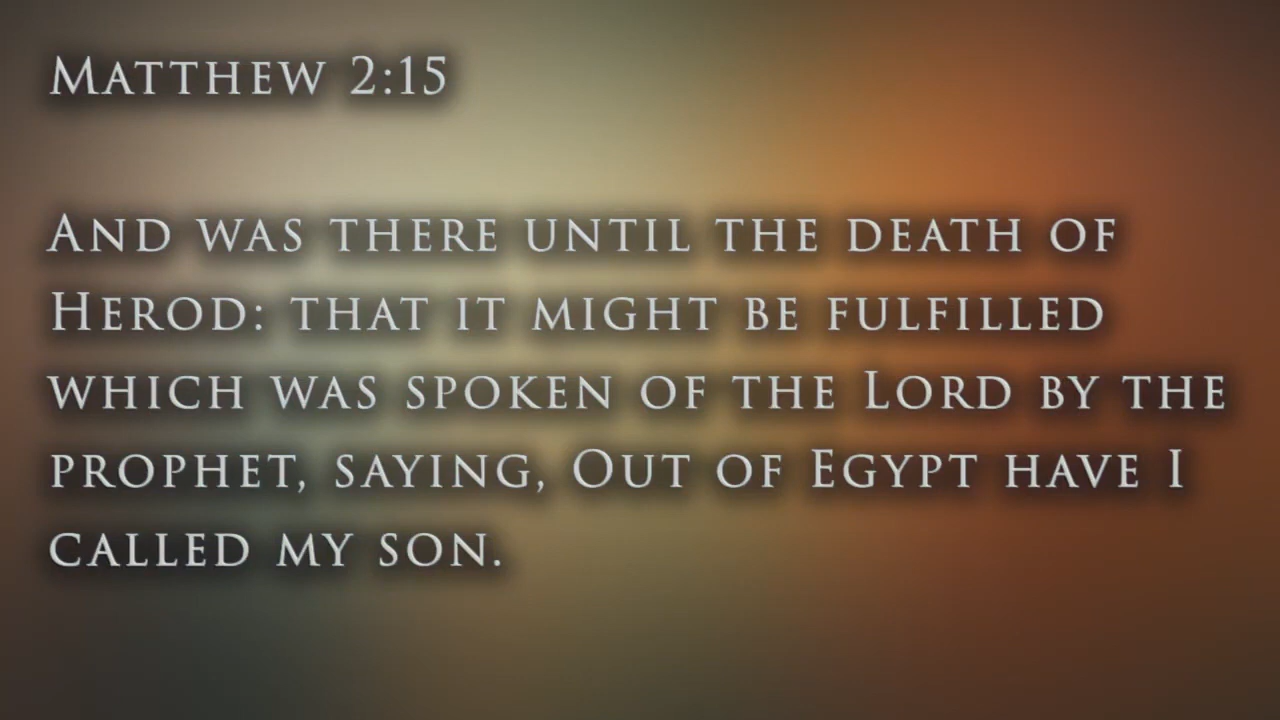 Matthew 2:15
And was there until the death of
Herod: that it might be fulfilled
which was spoken of the Lord by the
prophet, saying, Out of Egypt have I
called my son.